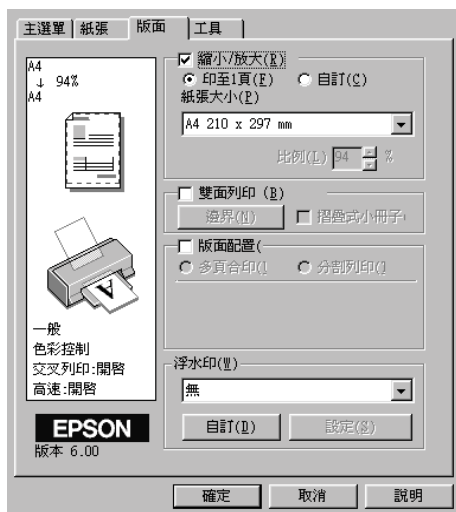 主選單 紙張 版面 工具
A4
↓ 94%
A4
一般
色彩控制
交叉列印:開啓
高速:開啓
EPSON
版本 6.00
縮小/放大(R)
印至1頁(F) 自訂(C)
紙張大小(P)
A4 210 x 297 mm
比例(L) 94 %
雙面列印 (B)
邊界(N) 摺疊式小冊子
版面配置(
多頁合印( 分割列印(
浮水印(W)
無
自訂(D) 設定(S)
確定 取消 說明